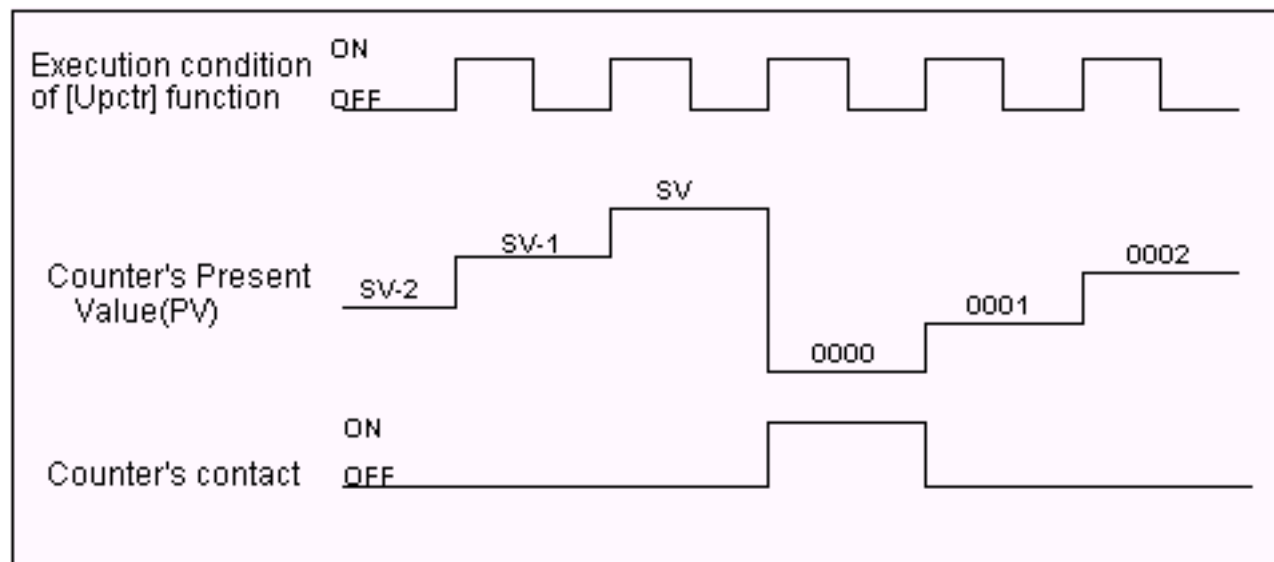 Execution condition
of [Upctr] function
ON
OFF
SV
SV-1
SV-2
Counter's Present
Value(PV)
0002
0001
0000
ON
OFF
Counter's contact